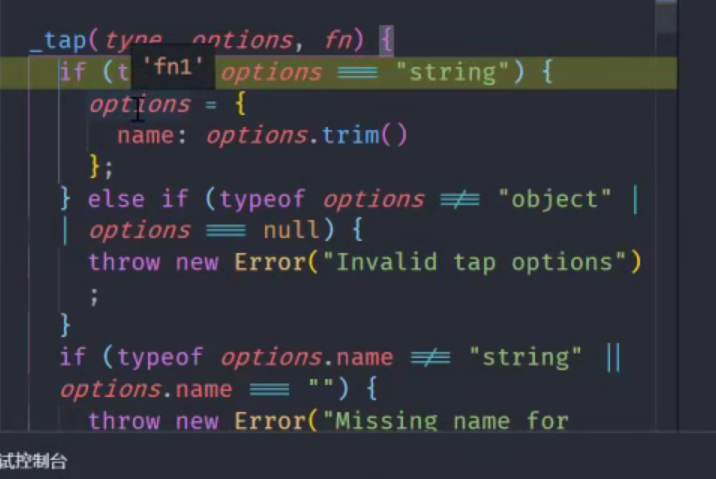 _tap(type, options, fn) {
'fn1'
if (t options === "string") {
options = {
name: options.trim()
};
} else if (typeof options !== "object" |
| options === null) {
throw new Error("Invalid tap options")
;
}
if (typeof options.name !== "string" ||
options.name === "") {
throw new Error("Missing name for
试控制台